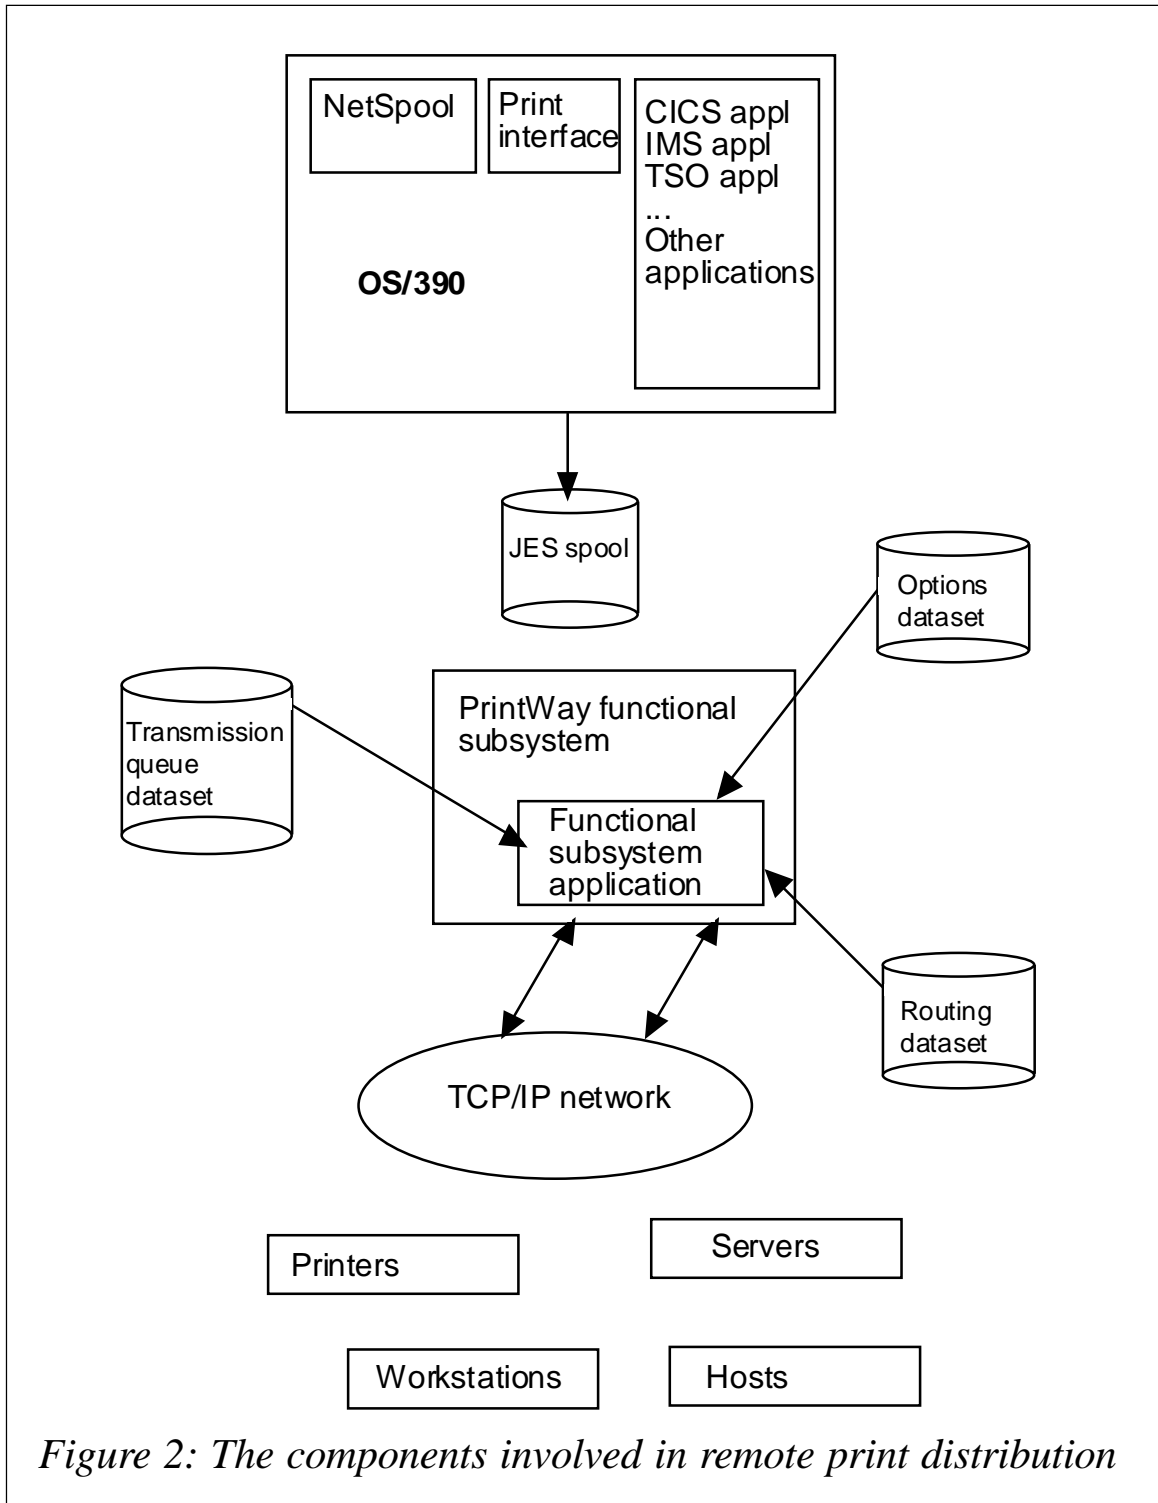 NetSpool
Print
interface
CICS appl
IMS appl
TSO appl
...
Other
applications
OS/390
JES spool
Options
dataset
Transmission
queue
dataset
PrintWay functional
subsystem
Functional
subsystem
application
Routing
dataset
TCP/IP network
Printers
Servers
Workstations
Hosts
Figure 2: The components involved in remote print distribution